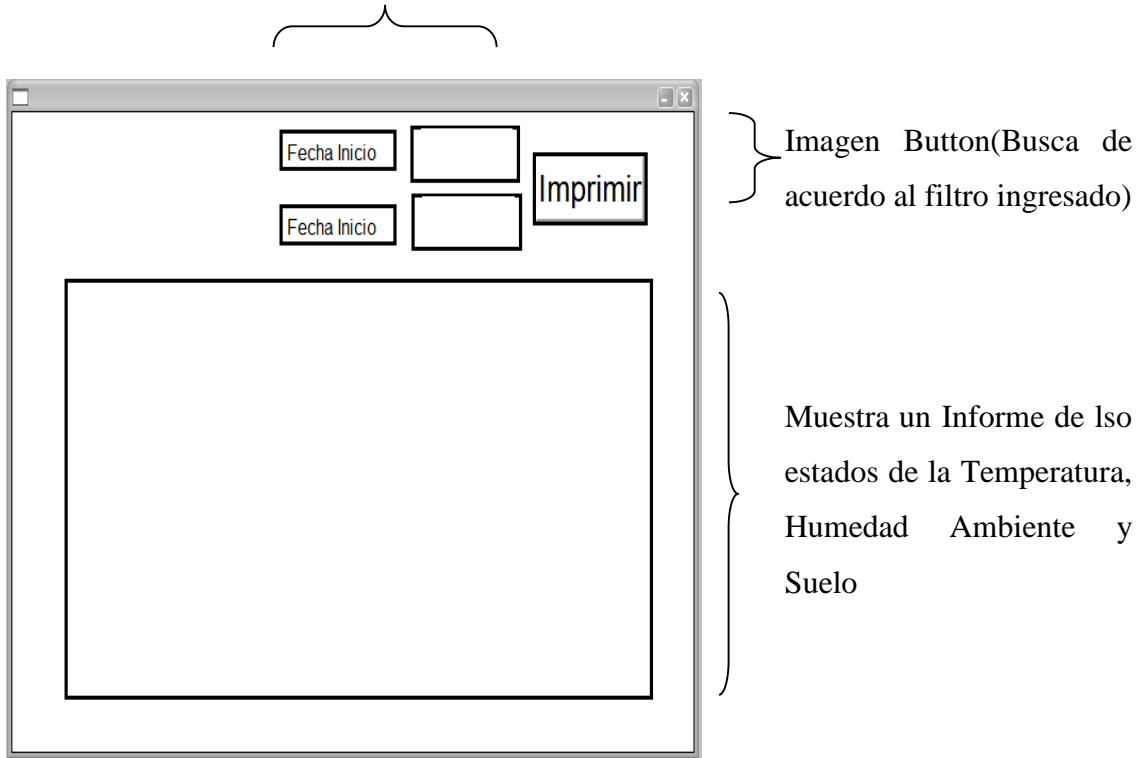 Fecha Inicio
Imprimir
Fecha Inicio
Imagen Button(Busca de
acuerdo al filtro ingresado)
Muestra un Informe de lso
estados de la Temperatura,
Humedad Ambiente y
Suelo